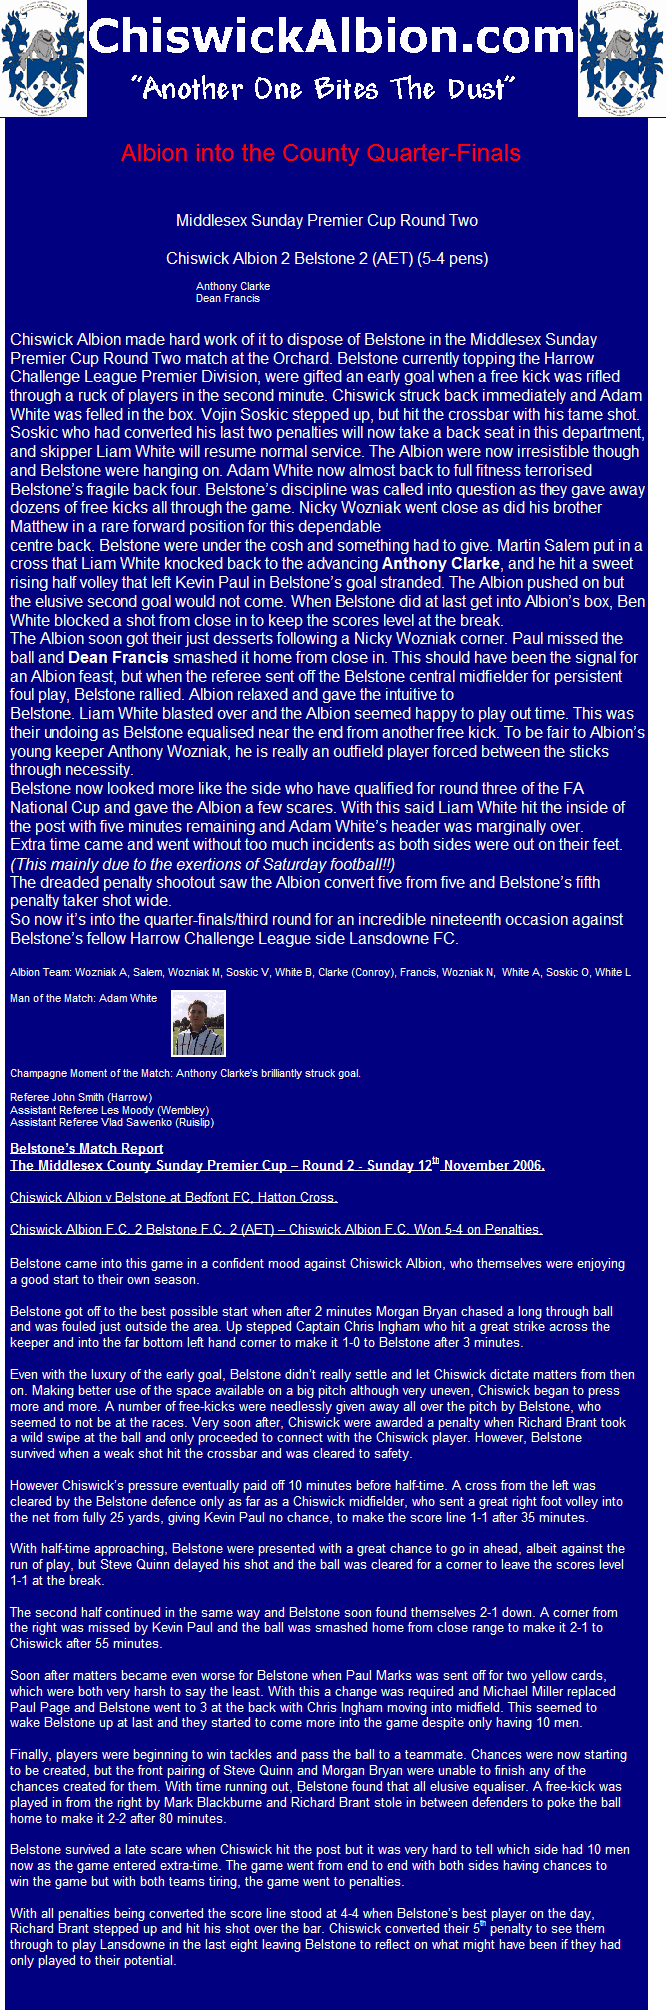 ChiswickAlbion.com
"Another One Bites The Dust"
Albion into the County Quarter-Finals
Middlesex Sunday Premier Cup Round Two
Chiswick Albion 2 Belstone 2 (AET) (5-4 pens)
Anthony Clarke
Dean Francis
Chiswick Albion made hard work of it to dispose of Belstone in the Middlesex Sunday
Premier Cup Round Two match at the Orchard. Belstone currently topping the Harrow
Challenge League Premier Division, were gifted an early goal when a free kick was rifled
through a ruck of players in the second minute. Chiswick struck back immediately and Adam
White was felled in the box. Vojin Soskic stepped up, but hit the crossbar with his tame shot.
Soskic who had converted his last two penalties will now take a back seat in this department,
and skipper Liam White will resume normal service. The Albion were now irresistible though
and Belstone were hanging on. Adam White now almost back to full fitness terrorised
Belstone's fragile back four. Belstone's discipline was called into question as they gave away
dozens of free kicks all through the game. Nicky Wozniak went close as did his brother
Matthew in a rare forward position for this dependable
centre back. Belstone were under the cosh and something had to give. Martin Salem put in a
cross that Liam White knocked back to the advancing Anthony Clarke, and he hit a sweet
rising half volley that left Kevin Paul in Belstone's goal stranded. The Albion pushed on but
the elusive second goal would not come. When Belstone did at last get into Albion's box, Ben
White blocked a shot from close in to keep the scores level at the break.
The Albion soon got their just desserts following a Nicky Wozniak corner. Paul missed the
ball and Dean Francis smashed it home from close in. This should have been the signal for
an Albion feast, but when the referee sent off the Belstone central midfielder for persistent
foul play, Belstone rallied. Albion relaxed and gave the intuitive to
Belstone. Liam White blasted over and the Albion seemed happy to play out time. This was
their undoing as Belstone equalised near the end from another free kick. To be fair to Albion's
young keeper Anthony Wozniak, he is really an outfield player forced between the sticks
through necessity.
Belstone now looked more like the side who have qualified for round three of the FA
National Cup and gave the Albion a few scares. With this said Liam White hit the inside of
the post with five minutes remaining and Adam White's header was marginally over.
Extra time came and went without too much incidents as both sides were out on their feet.
(This mainly due to the exertions of Saturday football!!)
The dreaded penalty shootout saw the Albion convert five from five and Belstone's fifth
penalty taker shot wide.
So now it's into the quarter-finals/third round for an incredible nineteenth occasion against
Belstone's fellow Harrow Challenge League side Lansdowne FC.
Albion Team: Wozniak A, Salem, Wozniak M, Soskic V, White B, Clarke (Conroy), Francis, Wozniak N, White A, Soskic O, White L
Man of the Match: Adam White
Champagne Moment of the Match: Anthony Clarke's brilliantly struck goal.
Referee John Smith (Harrow)
Assistant Referee Les Moody (Wembley)
Assistant Referee Vlad Sawenko (Ruislip)
Belstone's Match Report
The Middlesex County Sunday Premier Cup – Round 2 - Sunday 12th November 2006.
Chiswick Albion v Belstone at Bedfont FC, Hatton Cross.
Chiswick Albion F.C. 2 Belstone F.C. 2 (AET) – Chiswick Albion F.C. Won 5-4 on Penalties.
Belstone came into this game in a confident mood against Chiswick Albion, who themselves were enjoying
a good start to their own season.
Belstone got off to the best possible start when after 2 minutes Morgan Bryan chased a long through ball
and was fouled just outside the area. Up stepped Captain Chris Ingham who hit a great strike across the
keeper and into the far bottom left hand corner to make it 1-0 to Belstone after 3 minutes.
Even with the luxury of the early goal, Belstone didn't really settle and let Chiswick dictate matters from then
on. Making better use of the space available on a big pitch although very uneven, Chiswick began to press
more and more. A number of free-kicks were needlessly given away all over the pitch by Belstone, who
seemed to not be at the races. Very soon after, Chiswick were awarded a penalty when Richard Brant took
a wild swipe at the ball and only proceeded to connect with the Chiswick player. However, Belstone
survived when a weak shot hit the crossbar and was cleared to safety.
However Chiswick's pressure eventually paid off 10 minutes before half-time. A cross from the left was
cleared by the Belstone defence only as far as a Chiswick midfielder, who sent a great right foot volley into
the net from fully 25 yards, giving Kevin Paul no chance, to make the score line 1-1 after 35 minutes.
With half-time approaching, Belstone were presented with a great chance to go in ahead, albeit against the
run of play, but Steve Quinn delayed his shot and the ball was cleared for a corner to leave the scores level
1-1 at the break.
The second half continued in the same way and Belstone soon found themselves 2-1 down. A corner from
the right was missed by Kevin Paul and the ball was smashed home from close range to make it 2-1 to
Chiswick after 55 minutes.
Soon after matters became even worse for Belstone when Paul Marks was sent off for two yellow cards,
which were both very harsh to say the least. With this a change was required and Michael Miller replaced
Paul Page and Belstone went to 3 at the back with Chris Ingham moving into midfield. This seemed to
wake Belstone up at last and they started to come more into the game despite only having 10 men.
Finally, players were beginning to win tackles and pass the ball to a teammate. Chances were now starting
to be created, but the front pairing of Steve Quinn and Morgan Bryan were unable to finish any of the
chances created for them. With time running out, Belstone found that all elusive equaliser. A free-kick was
played in from the right by Mark Blackburne and Richard Brant stole in between defenders to poke the ball
home to make it 2-2 after 80 minutes.
Belstone survived a late scare when Chiswick hit the post but it was very hard to tell which side had 10 men
now as the game entered extra-time. The game went from end to end with both sides having chances to
win the game but with both teams tiring, the game went to penalties.
With all penalties being converted the score line stood at 4-4 when Belstone's best player on the day,
Richard Brant stepped up and hit his shot over the bar. Chiswick converted their 5th penalty to see them
through to play Lansdowne in the last eight leaving Belstone to reflect on what might have been if they had
only played to their potential.